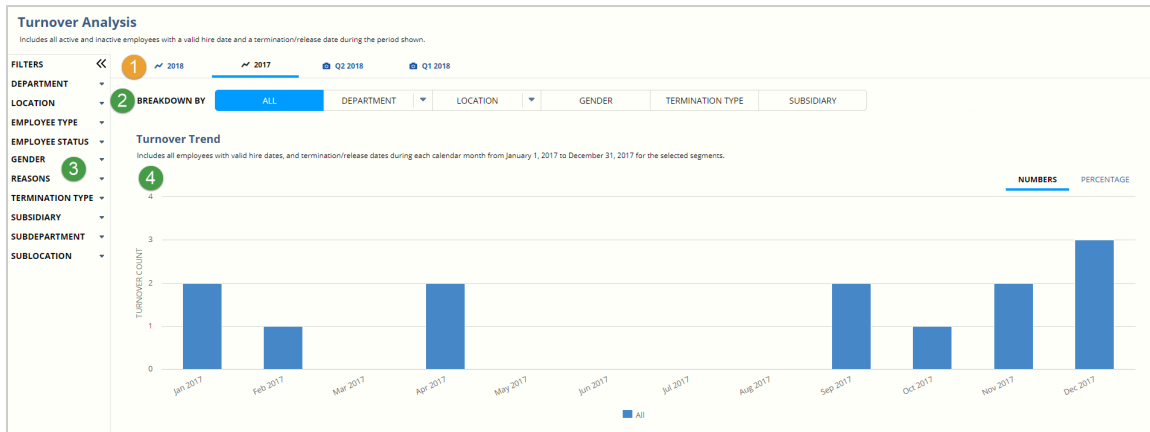 Turnover Analysis
Includes all active and inactive employees with a valid hire date and a termination/release date during the period shown.
FILTERS
1 2018 2017 Q2 2018 Q1 2018
DEPARTMENT
LOCATION
EMPLOYEE TYPE
EMPLOYEE STATUS
GENDER
3
REASONS
TERMINATION TYPE
SUBSIDIARY
SUBDEPARTMENT
SUBLOCATION
2 BREAKDOWN BY ALL DEPARTMENT LOCATION GENDER TERMINATION TYPE SUBSIDIARY
Turnover Trend
Includes all employees with valid hire dates, and termination/release dates during each calendar month from January 1, 2017 to December 31, 2017 for the selected segments.
4
NUMBERS PERCENTAGE
TURNOVER COUNT
4
3
2
1
0
Jan 2017 Feb 2017 Mar 2017 Apr 2017 May 2017 Jun 2017 Jul 2017 Aug 2017 Sep 2017 Oct 2017 Nov 2017 Dec 2017
All